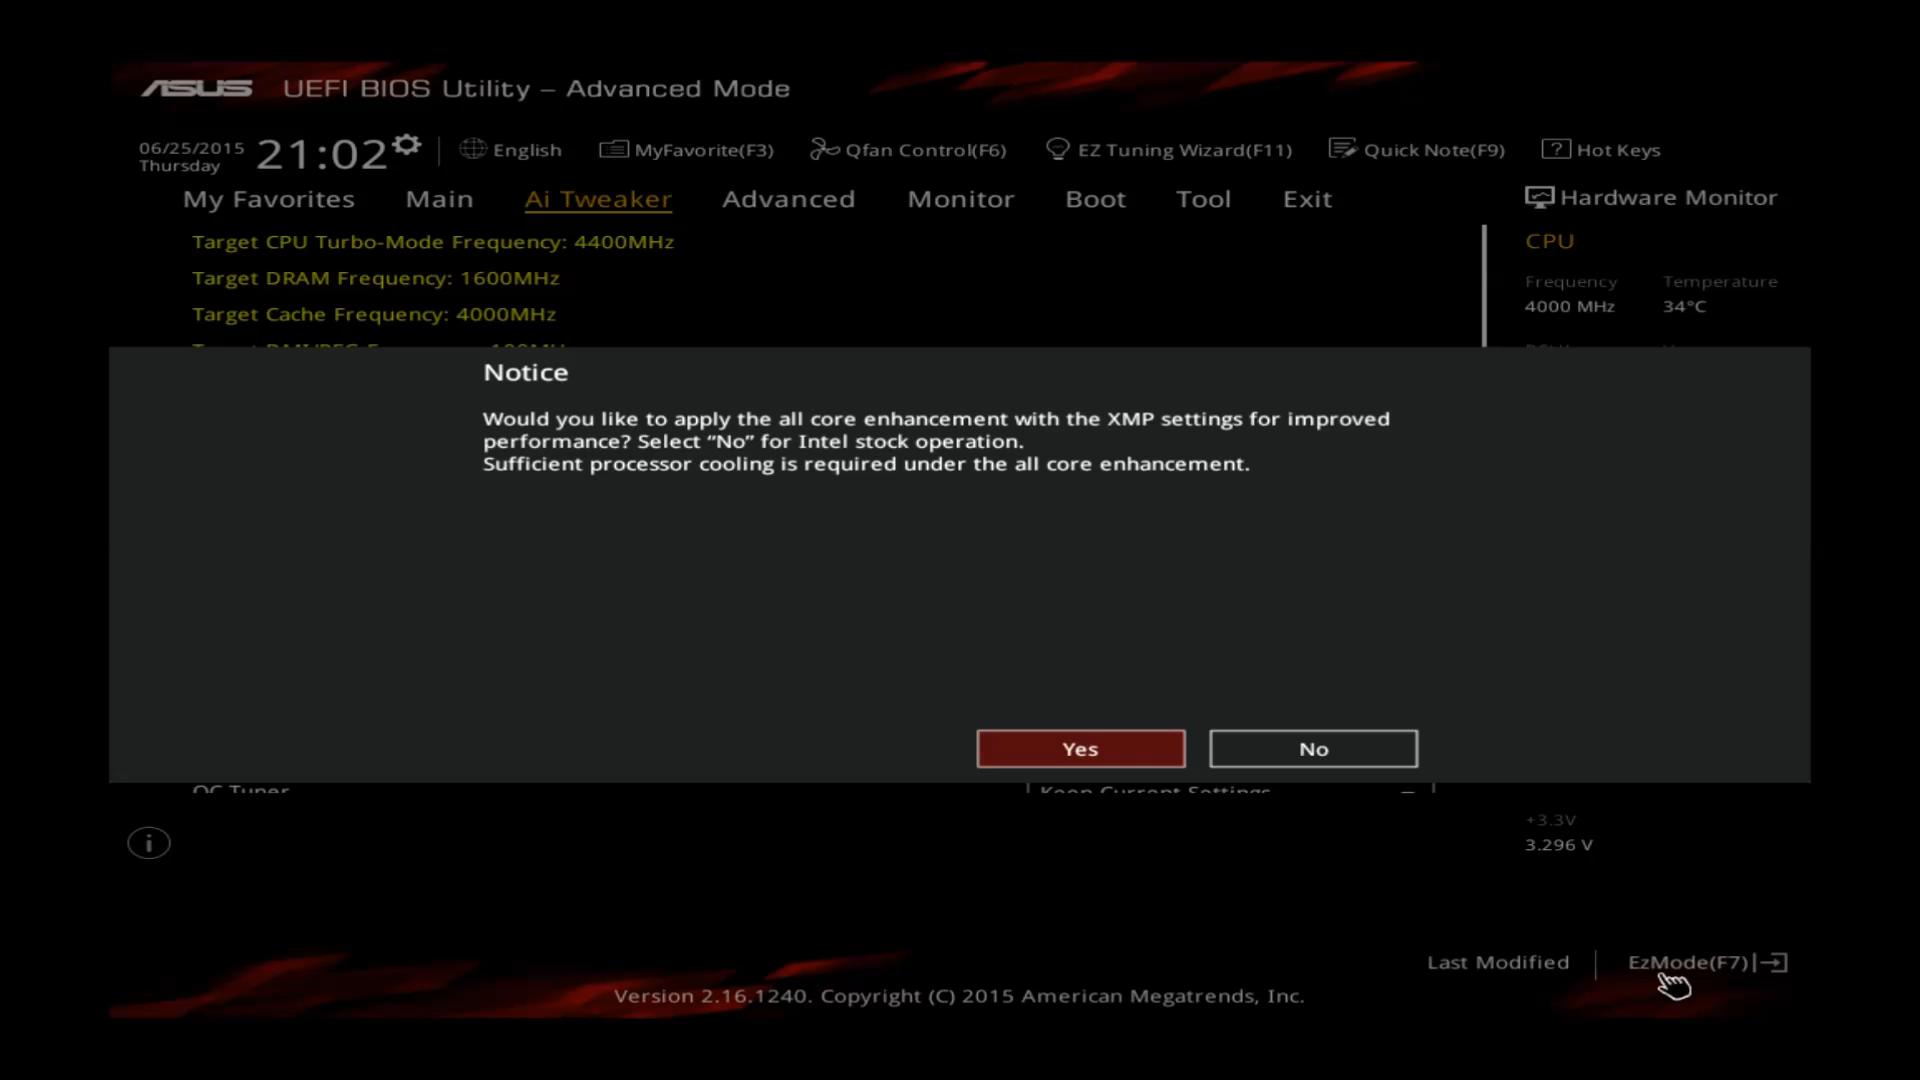 ASUS UEFI BIOS Utility – Advanced Mode
06/25/2015
Thursday
21:02
English
MyFavorite(F3)
Qfan Control(F6)
EZ Tuning Wizard(F11)
Quick Note(F9)
? Hot Keys
My Favorites
Main
Ai Tweaker
Advanced
Monitor
Boot
Tool
Exit
Hardware Monitor
Target CPU Turbo-Mode Frequency: 4400MHz
Target DRAM Frequency: 1600MHz
Target Cache Frequency: 4000MHz
CPU
Frequency
Temperature
4000 MHz
34°C
Notice
Would you like to apply the all core enhancement with the XMP settings for improved
performance? Select “No” for Intel stock operation.
Sufficient processor cooling is required under the all core enhancement.
Yes
No
OC Tuner
Keep Current Settings
+3.3V
3.296 V
i
Last Modified
EzMode(F7)
Version 2.16.1240. Copyright (C) 2015 American Megatrends, Inc.